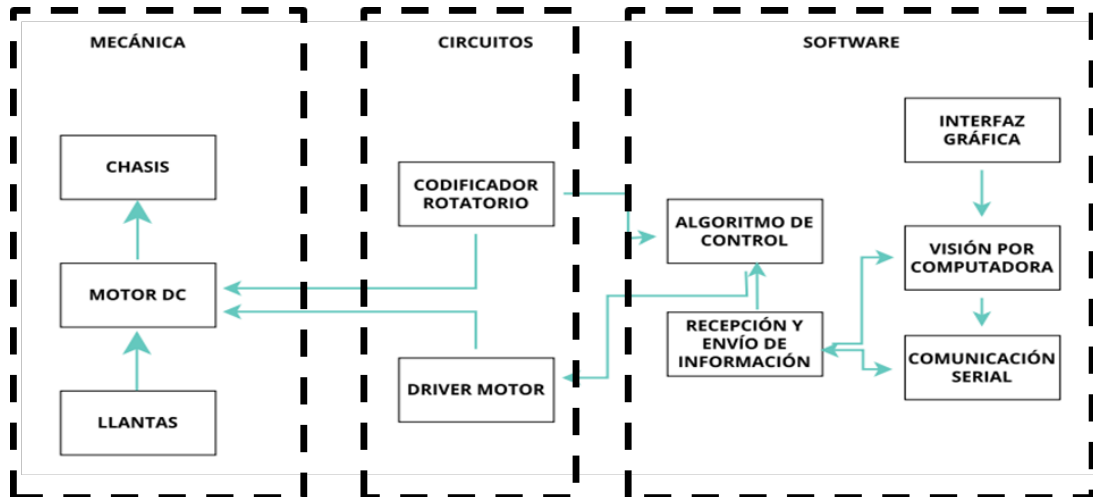 MECÁNICA
CHASIS
MOTOR DC
LLANTAS
CIRCUITOS
CODIFICADOR
ROTATORIO
DRIVER MOTOR
SOFTWARE
INTERFAZ
GRÁFICA
ALGORITMO DE
CONTROL
VISIÓN POR
COMPUTADORA
RECEPCIÓN Y
ENVÍO DE
INFORMACIÓN
COMUNICACIÓN
SERIAL